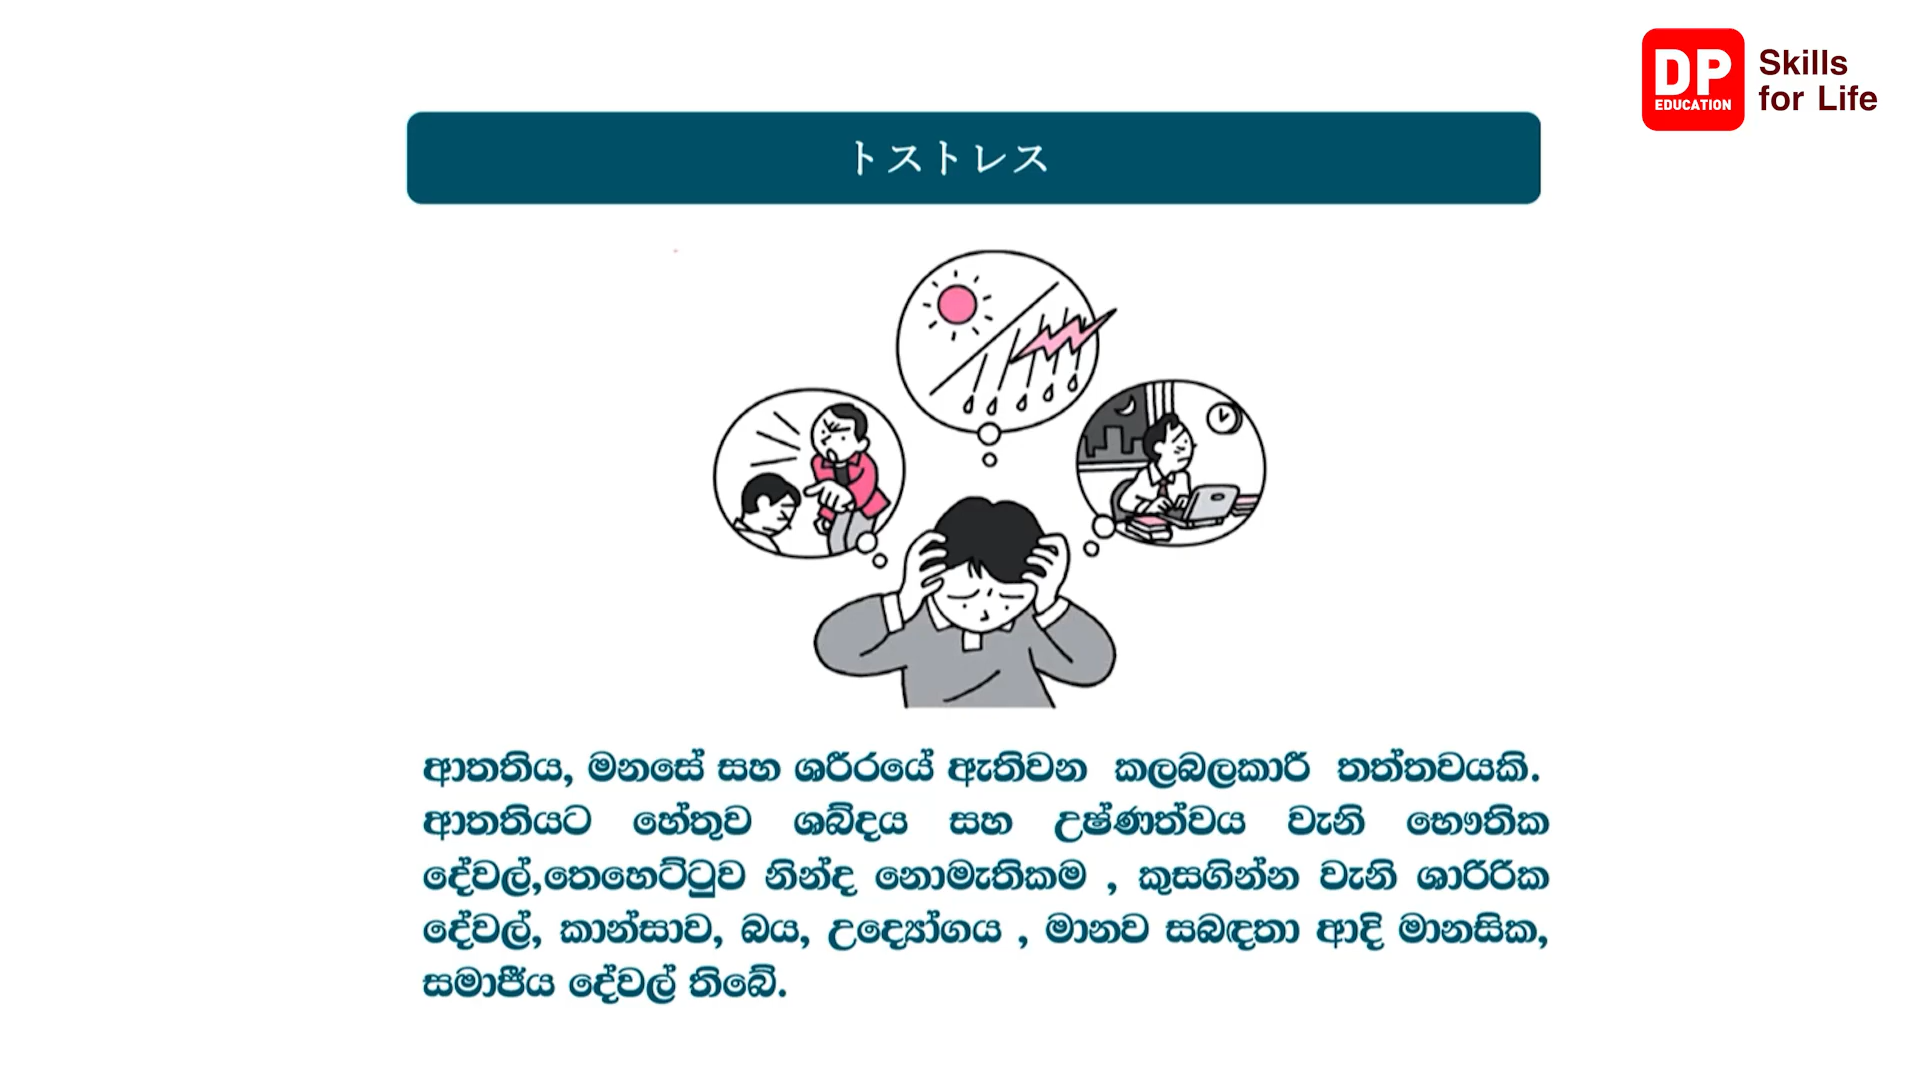 DP
EDUCATION
Skills
for Life
トストレス
ආතතිය, මනසේ සහ ශරීරයේ ඇතිවන කලබලකාරී තත්තවයකි.
ආතතියට හේතුව ශබ්දය සහ උෂ්ණත්වය වැනි භෞතික
දේවල්,තෙහෙට්ටුව නින්ද නොමැතිකම , කුසගින්න වැනි ශාරිරික
දේවල්, කාන්සාව, බය, උද්‍යෝගය , මානව සබඳතා ආදි මානසික,
සමාජීය දේවල් තිබේ.